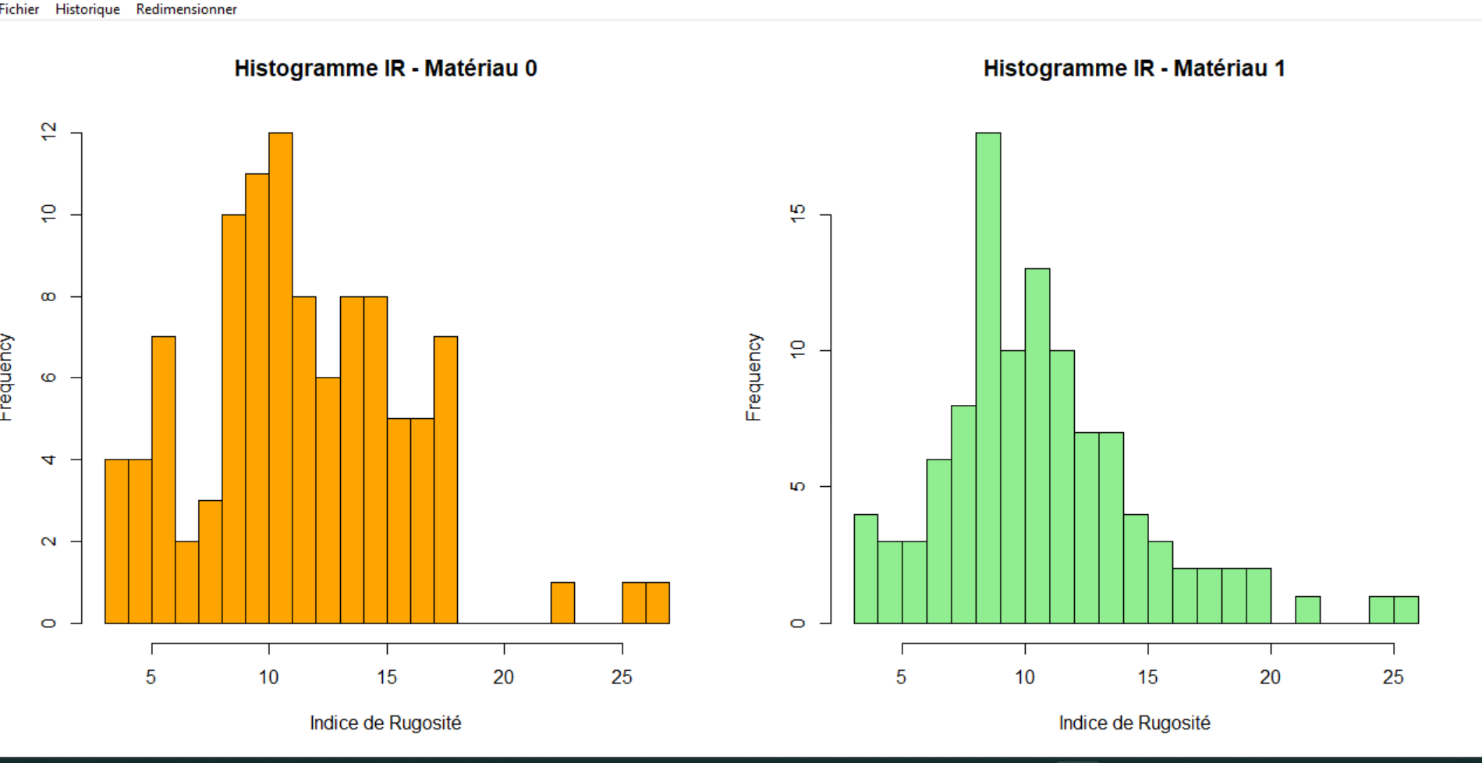 Fichier Historique Redimensionner
Histogramme IR - Matériau 0
12
10
8
6
4
2
0
Frequency
5 10 15 20 25
Indice de Rugosité
Histogramme IR - Matériau 1
15
10
5
0
Frequency
5 10 15 20 25
Indice de Rugosité